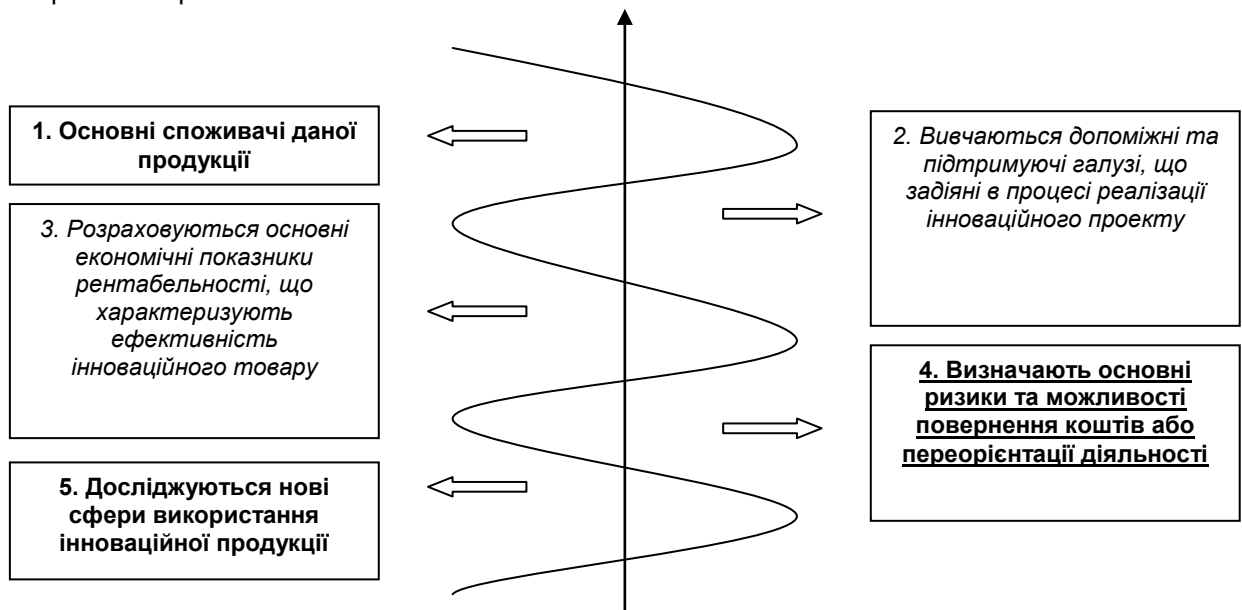 1. Основні споживачі даної
продукції
2. Вивчаються допоміжні та
підтримуючі галузі, що
задіяні в процесі реалізації
інноваційного проекту
3. Розраховуються основні
економічні показники
рентабельності, що
характеризують
ефективність
інноваційного товару
4. Визначають основні
ризики та можливості
повернення коштів або
переорієнтації діяльності
5. Досліджуються нові
сфери використання
інноваційної продукції